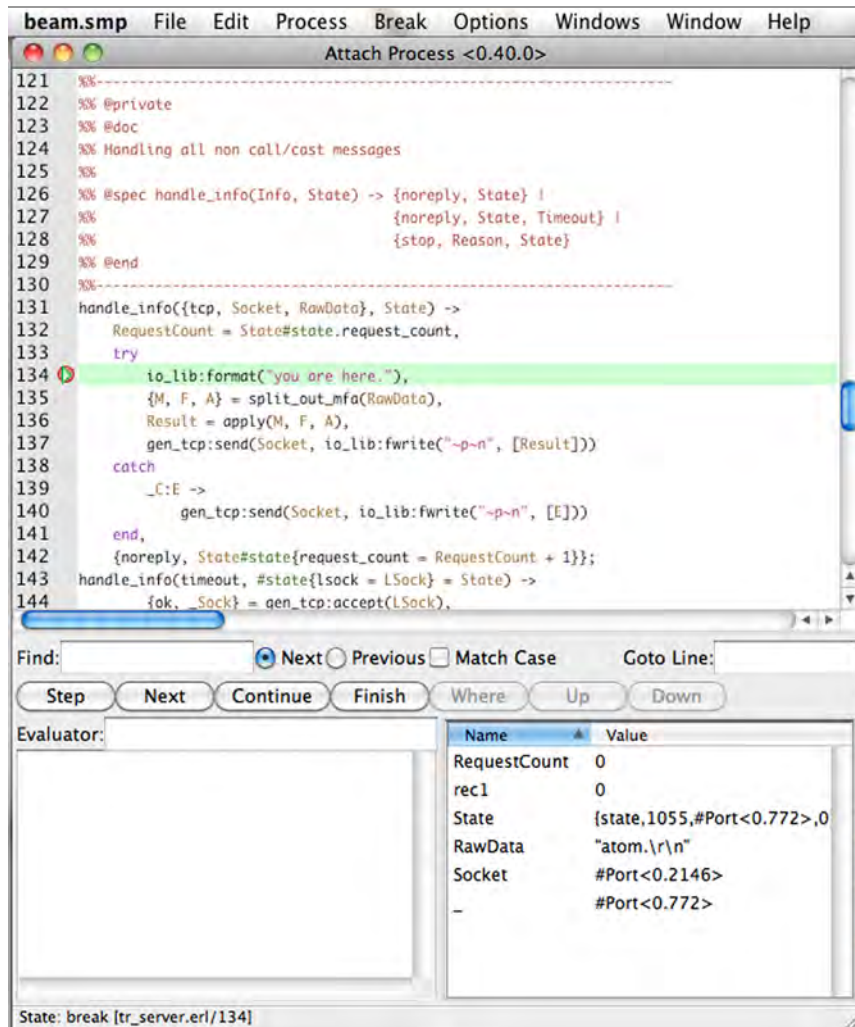 beam.smp File Edit Process Break Options Windows Window Help
Attach Process <0.40.0>
121 %%--------------------------------------------------------------------
122 %% @private
123 %% @doc
124 %% Handling all non call/cast messages
125 %%
126 %% @spec handle_info(Info, State) -> {noreply, State} |
127 %% {noreply, State, Timeout} |
128 %% {stop, Reason, State}
129 %% @end
130 %%--------------------------------------------------------------------
131 handle_info({tcp, Socket, RawData}, State) ->
132 RequestCount = State#state.request_count,
133 try
134 io_lib:format("you are here."),
135 {M, F, A} = split_out_mfa(RawData),
136 Result = apply(M, F, A),
137 gen_tcp:send(Socket, io_lib:fwrite("~p~n", [Result]))
138 catch
139 _C:E ->
140 gen_tcp:send(Socket, io_lib:fwrite("~p~n", [E]))
141 end,
142 {noreply, State#state{request_count = RequestCount + 1}};
143 handle_info(timeout, #state{lsock = LSock} = State) ->
144 {ok, _Sock} = gen_tcp:accept(LSock),
Find: Next Previous Match Case Goto Line:
Step Next Continue Finish Where Up Down
Evaluator:
Name Value
RequestCount 0
rec1 0
State {state,1055,#Port<0.772>,0
RawData "atom.\r\n"
Socket #Port<0.2146>
_ #Port<0.772>
State: break [tr_server.erl/134]